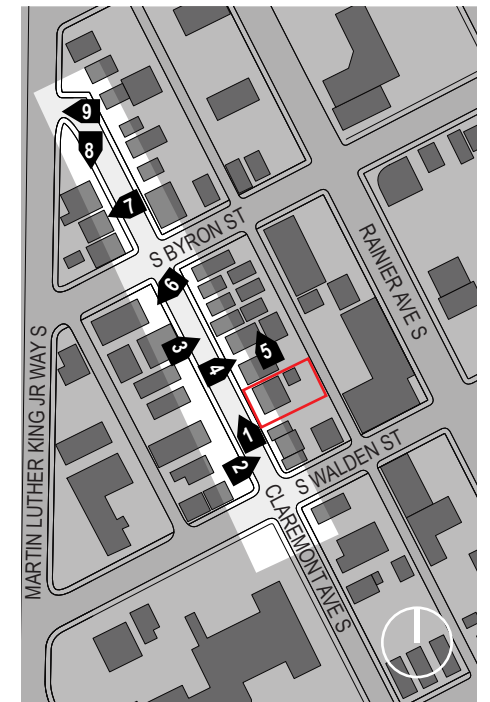 9
8
7
S BYRON ST
RAINIER AVE S
6
3
4
5
MARTIN LUTHER KING JR WAY S
1
2
S WALDEN ST
CLAREMONT AVE S